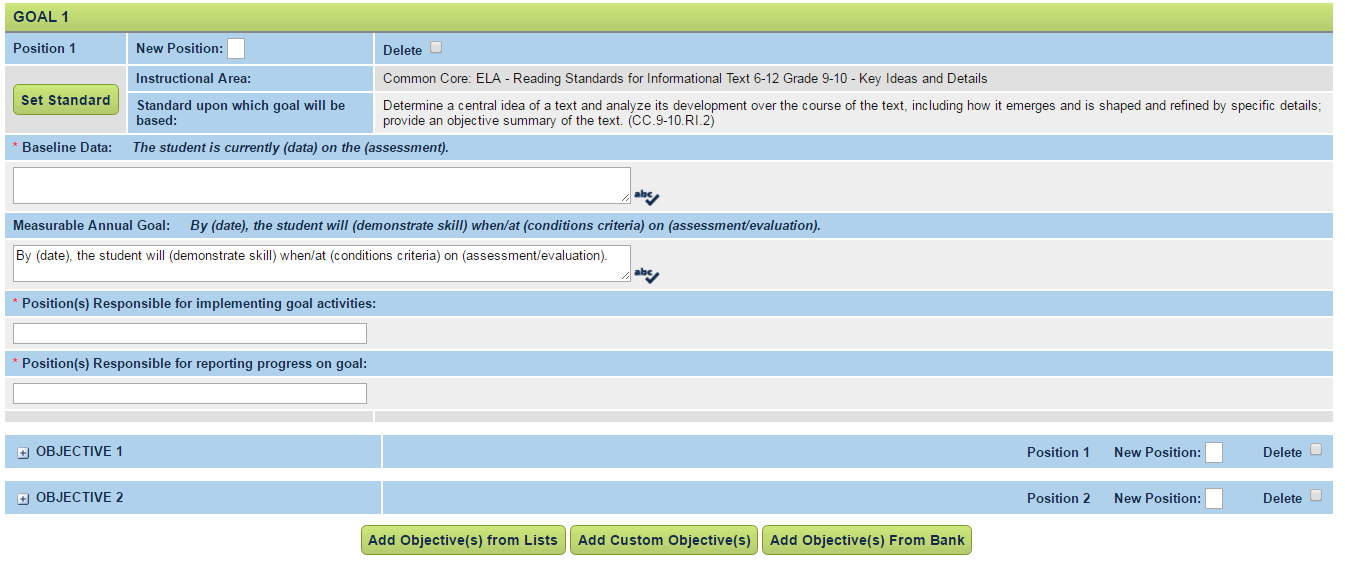 GOAL 1
Position 1 New Position: Delete
Set Standard
Instructional Area: Common Core: ELA - Reading Standards for Informational Text 6-12 Grade 9-10 - Key Ideas and Details
Standard upon which goal will be based: Determine a central idea of a text and analyze its development over the course of the text, including how it emerges and is shaped and refined by specific details;
provide an objective summary of the text. (CC.9-10.RI.2)
* Baseline Data: The student is currently (data) on the (assessment).
abc
Measurable Annual Goal: By (date), the student will (demonstrate skill) when/at (conditions criteria) on (assessment/evaluation).
By (date), the student will (demonstrate skill) when/at (conditions criteria) on (assessment/evaluation).
abc
* Position(s) Responsible for implementing goal activities:
* Position(s) Responsible for reporting progress on goal:
OBJECTIVE 1 Position 1 New Position: Delete
OBJECTIVE 2 Position 2 New Position: Delete
Add Objective(s) from Lists Add Custom Objective(s) Add Objective(s) From Bank